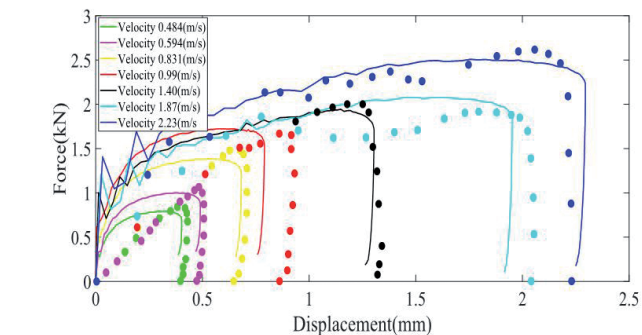 3
2.5
2
1.5
1
0.5
0
Force(kN)
Velocity 0.484(m/s)
Velocity 0.594(m/s)
Velocity 0.831(m/s)
Velocity 0.99(m/s)
Velocity 1.40(m/s)
Velocity 1.87(m/s
Velocity 2.23(m/s)
0 0.5 1 1.5 2 2.5
Displacement(mm)